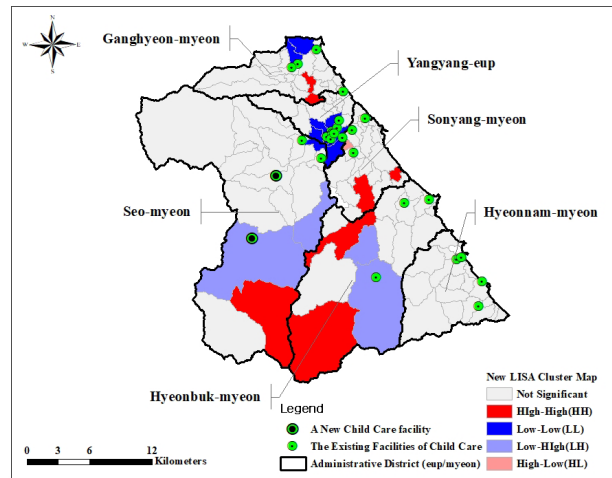 Ganghyeon-myeon
N
W E
S
Yangyang-eup
Sonyang-myeon
Seo-myeon
Hyeonnam-myeon
Hyeonbuk-myeon
New LISA Cluster Map
Not Significant
HIgh-High(HH)
Low-Low(LL)
Low-HIgh(LH)
High-Low(HL)
Legend
A New Child Care facility
The Existing Facilities of Child Care
Administrative District (eup/myeon)
0 3 6 12
Kilometers